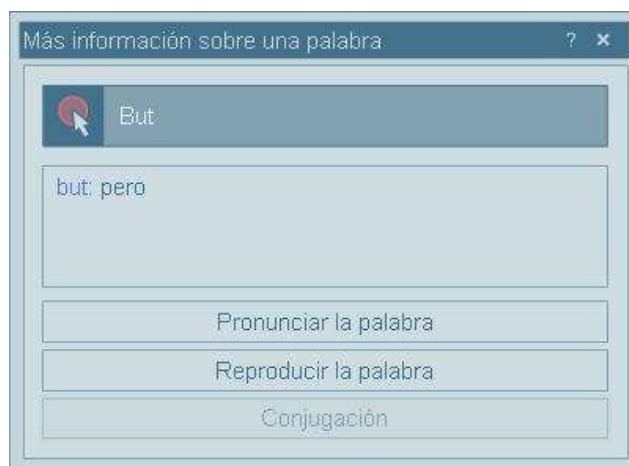 Más información sobre una palabra ? ×
But
but: pero
Pronunciar la palabra
Reproducir la palabra
Conjugación